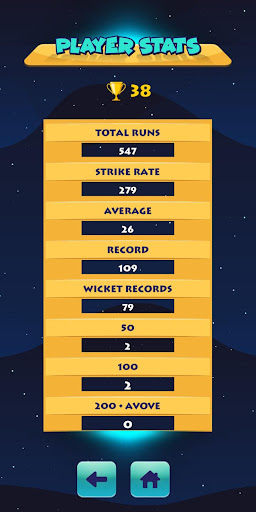 PLAYER STATS
38
TOTAL RUNS
547
STRIKE RATE
279
AVERAGE
26
RECORD
109
WICKET RECORDS
79
50
2
100
2
200 • AVOVE
0